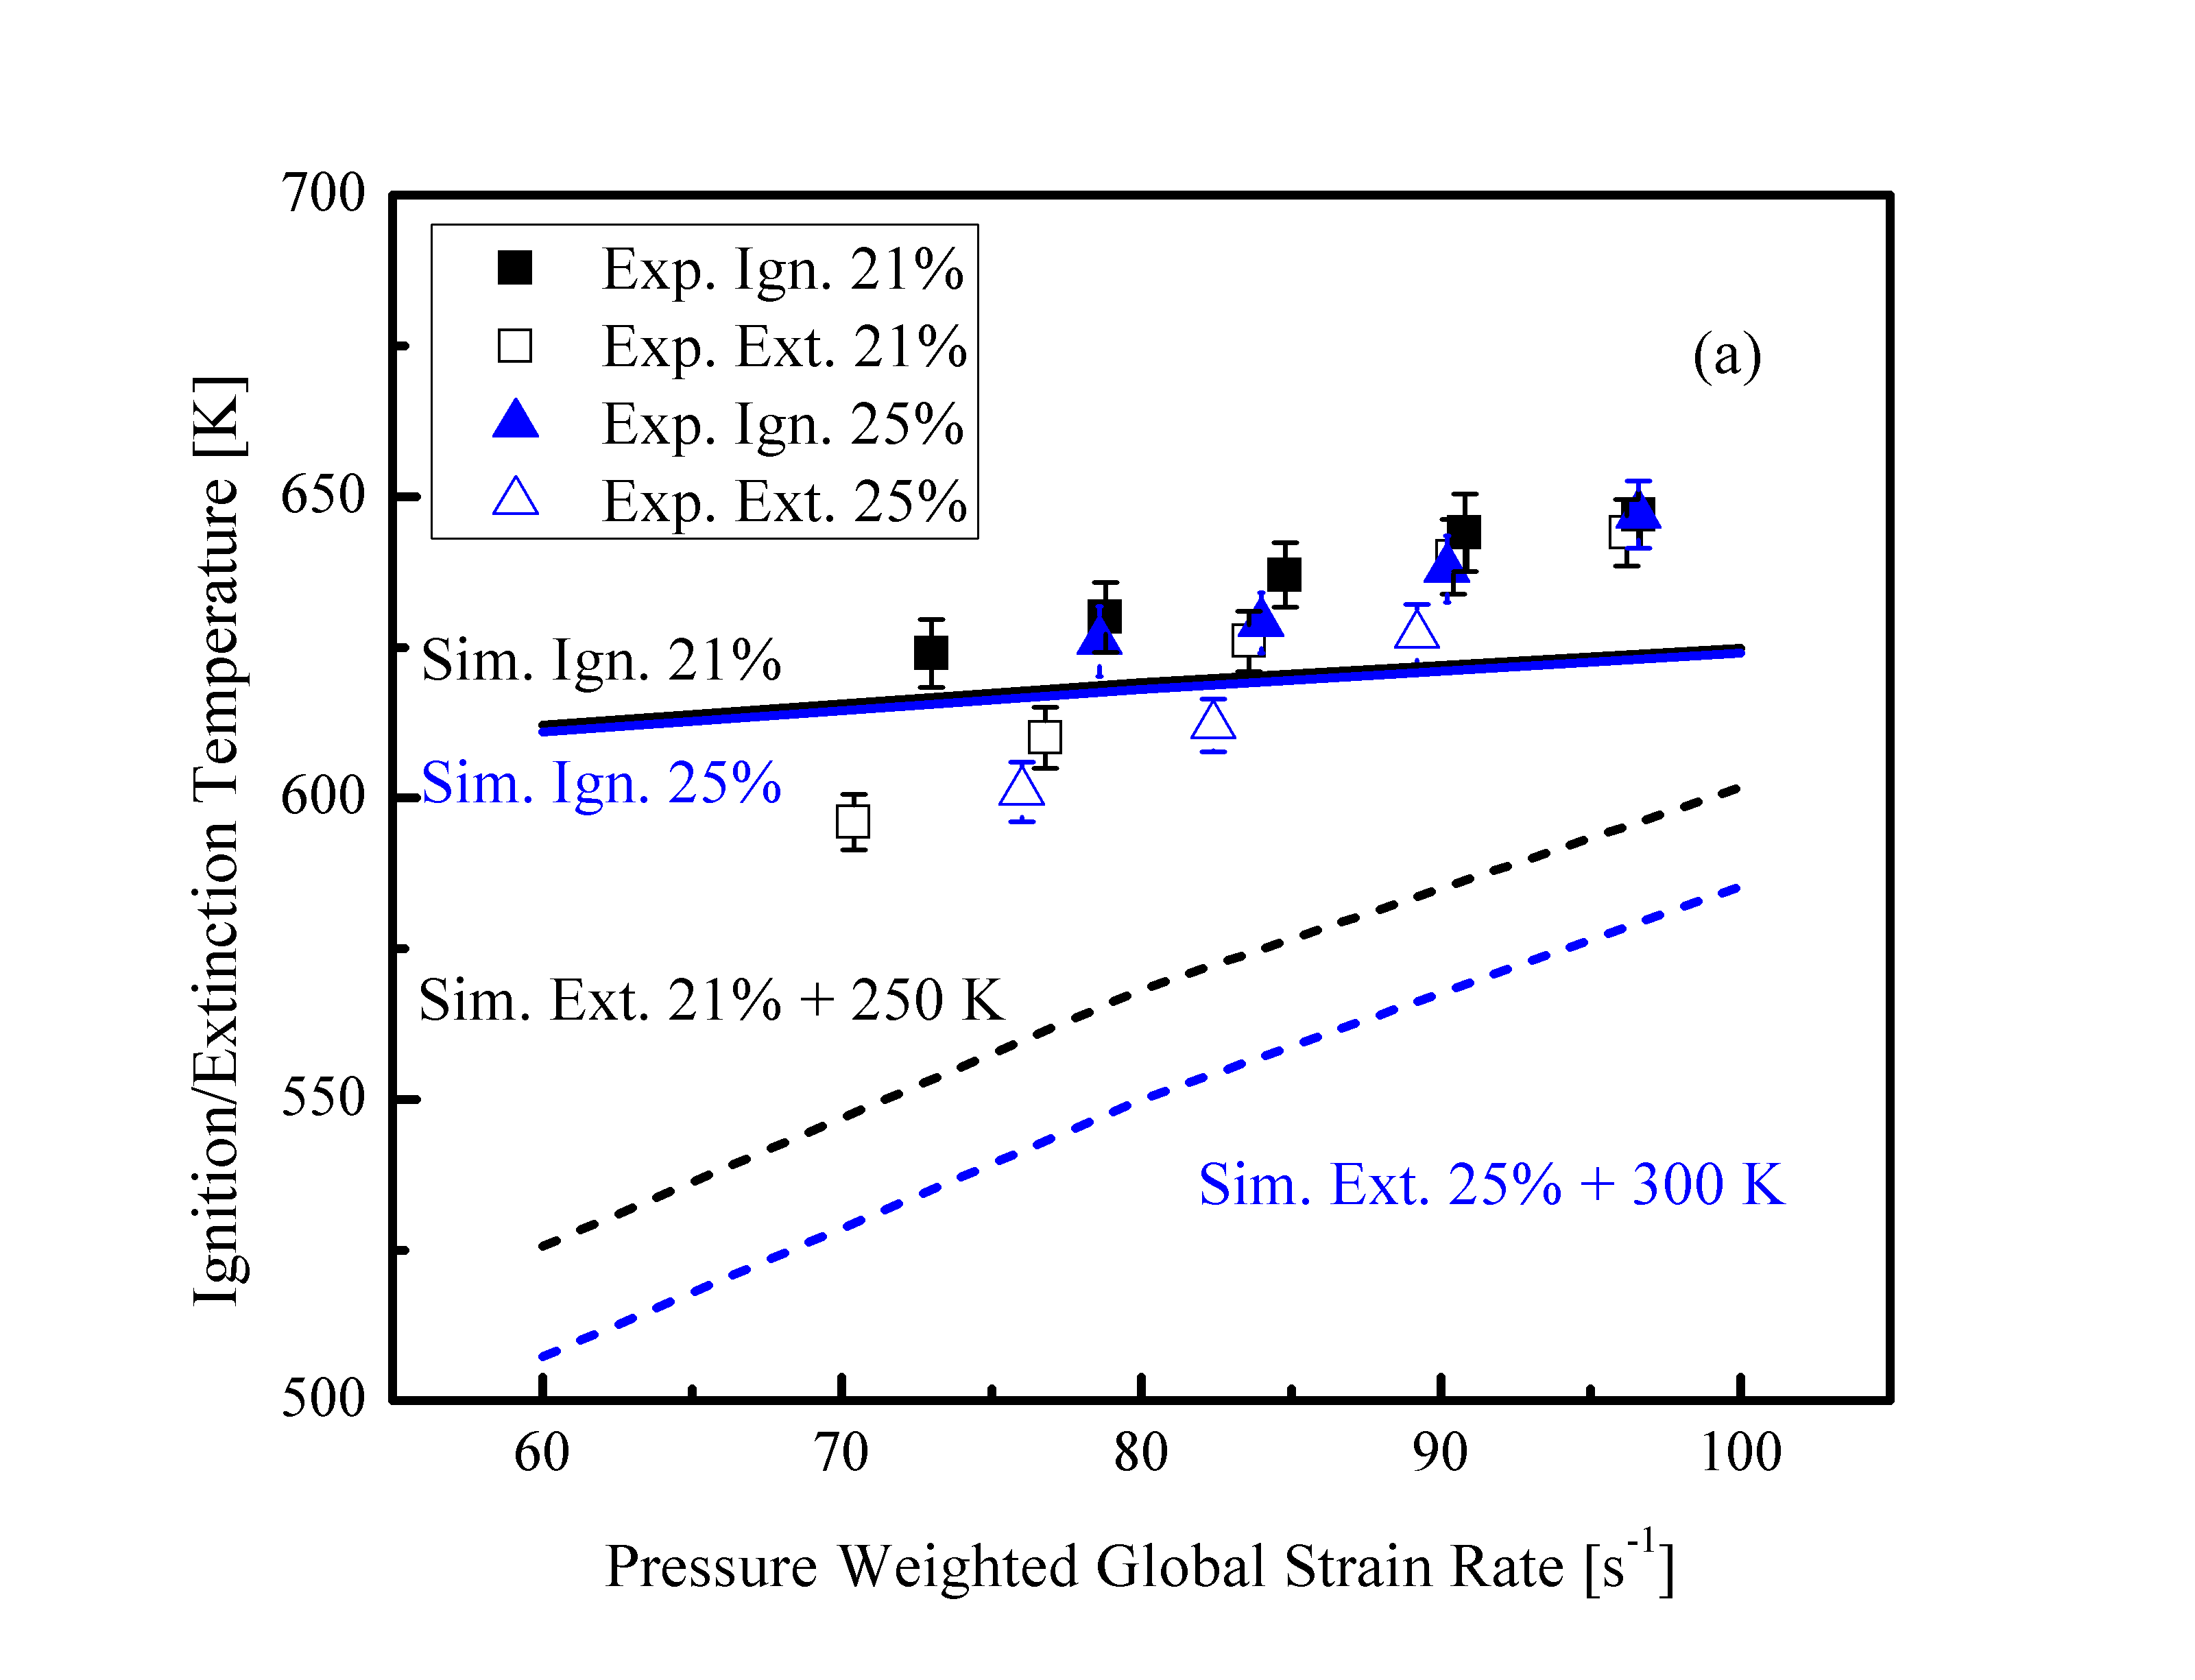 700
650
600
550
500
Ignition/Extinction Temperature [K]
Exp. Ign. 21%
Exp. Ext. 21%
Exp. Ign. 25%
Exp. Ext. 25%
(a)
Sim. Ign. 21%
Sim. Ign. 25%
Sim. Ext. 21% + 250 K
Sim. Ext. 25% + 300 K
60 70 80 90 100
Pressure Weighted Global Strain Rate [s⁻¹]